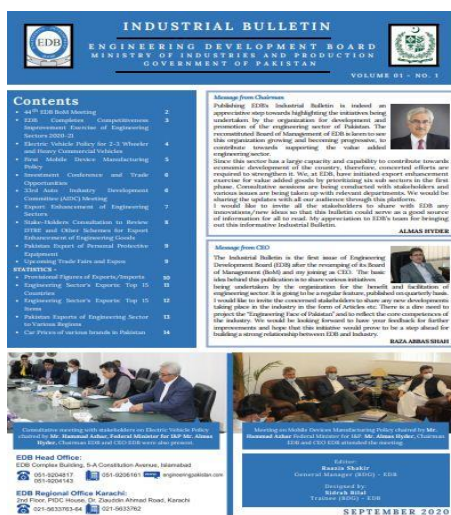 EDB
INDUSTRIAL BULLETIN
ENGINEERING DEVELOPMENT BOARD
MINISTRY OF INDUSTRIES AND PRODUCTION
GOVERNMENT OF PAKISTAN
VOLUME 01 - NO. 1
Contents
44th EDB BoM Meeting 2
EDB Completes Competitiveness 3
Improvement Exercise of Engineering
Sectors 2020-21
Electric Vehicle Policy for 2-3 Wheeler 4
and Heavy Commercial Vehicles
First Mobile Device Manufacturing 5
Policy
Investment Conference and Trade 6
Opportunities
33rd Auto Industry Development 6
Committee (AIDC) Meeting
Export Enhancement of Engineering 7
Sectors
Stake-Holders Consultation to Review 8
DTRE and Other Schemes for Export
Enhancement of Engineering Goods
Pakistan Export of Personal Protective 9
Equipment
Upcoming Trade Fairs and Expos 9
STATISTICS -
Provisional Figures of Exports/Imports 10
Engineering Sector's Exports: Top 15 11
Countries
Engineering Sector's Exports: Top 15 12
Items
Pakistan Exports of Engineering Sector 13
to Various Regions
Car Prices of various brands in Pakistan 14
Message from Chairman
Publishing EDB's Industrial Bulletin is indeed an
appreciative step towards highlighting the initiatives being
undertaken by the organization for development and
promotion of the engineering sector of Pakistan. The
reconstituted Board of Management of EDB is keen to see
this organization growing and becoming progressive, to
contribute towards supporting the value added
engineering sector.
Since this sector has a large capacity and capability to contribute towards
economic development of the country, therefore, concerted efforts are
required to strengthen it. We, at EDB, have initiated export enhancement
exercise for value added goods by prioritizing six sub sectors in the first
phase. Consultative sessions are being conducted with stakeholders and
various issues are being taken up with relevant departments. We would be
sharing the updates with all our audience through this platform.
I would like to invite all the stakeholders to share with EDB any
innovations/new ideas so that this bulletin could serve as a good source
of information for all to read. My appreciation to EDB's team for bringing
out this informative Industrial Bulletin.
ALMAS HYDER
Message from CEO
The Industrial Bulletin is the first issue of Engineering
Development Board (EDB) after the revamping of its Board
of Management (BoM) and my joining as CEO. The basic
idea behind this publication is to share various initiatives
being undertaken by the organization for the benefit and facilitation of
engineering sector. It is going to be a regular feature, published on quarterly basis.
I would like to invite the concerned stakeholders to share any new developments
taking place in the industry in the form of Articles etc. There is a dire need to
project the "Engineering Face of Pakistan" and to reflect the core competences of
the industry. We would be looking forward to have your feedback for further
improvements and hope that this initiative would prove to be a step ahead for
building a strong relationship between EDB and Industry.
RAZA ABBAS SHAH
Consultative meeting with stakeholders on Electric Vehicle Policy
chaired by Mr. Hammad Azhar, Federal Minister for I&P. Mr. Almas
Hyder, Chairman EDB and CEO EDB were also present.
Meeting on Mobile Devices Manufacturing Policy chaired by Mr.
Hammad Azhar Federal Minister for I&P. Mr. Almas Hyder, Chairman
EDB and CEO EDB attended the meeting.
EDB Head Office:
EDB Complex Building, 5-A Constitution Avenue, Islamabad
051-9204817 051-9206161 engineeringpakistan.com
051-9204143
EDB Regional Office Karachi:
2nd Floor, PIDC House, Dr. Ziauddin Ahmad Road, Karachi
021-5633763-64 021-5633762
Editor:
Raazia Shakir
General Manager (BDG) - EDB
Designed by:
Sidrah Bilal
Trainee (BDG) - EDB
SEPTEMBER 2020